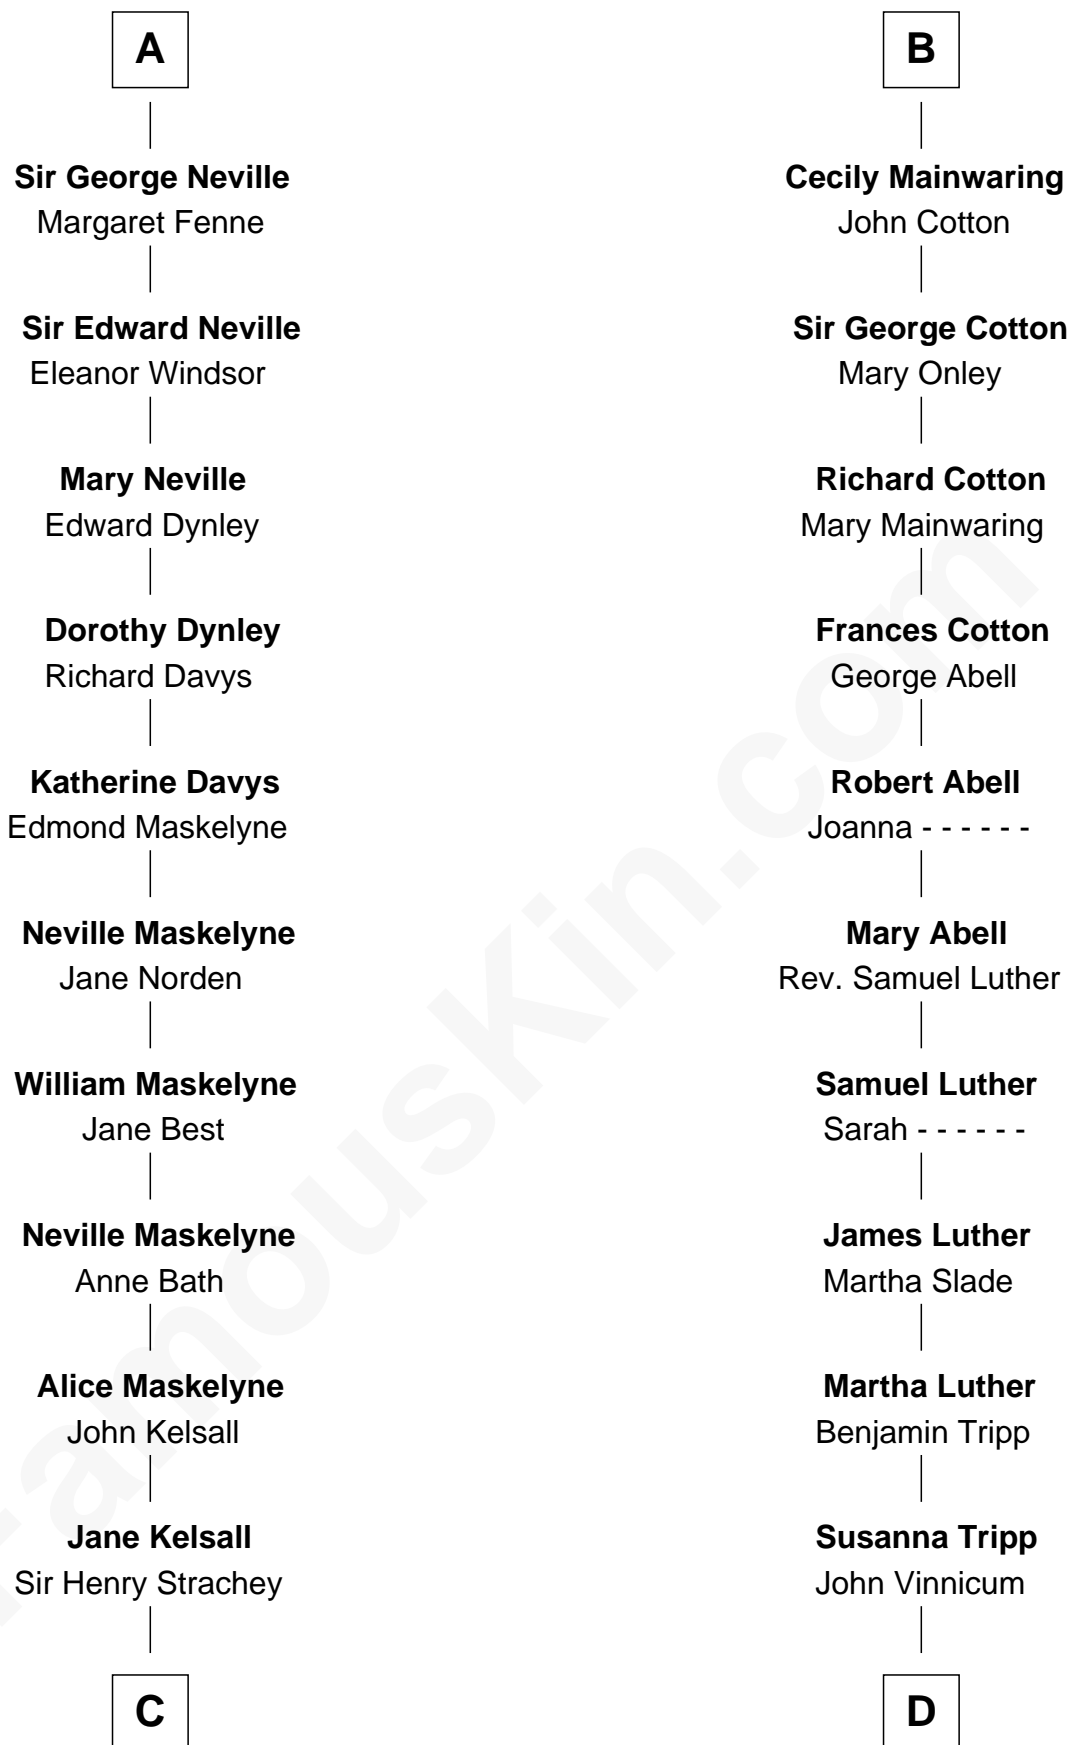 A
Sir George Neville
Margaret Fenne
Sir Edward Neville
Eleanor Windsor
Mary Neville
Edward Dynley
Dorothy Dynley
Richard Davys
Katherine Davys
Edmond Maskelyne
Neville Maskelyne
Jane Norden
William Maskelyne
Jane Best
Neville Maskelyne
Anne Bath
Alice Maskelyne
John Kelsall
Jane Kelsall
Sir Henry Strachey
C
B
Cecily Mainwaring
John Cotton
Sir George Cotton
Mary Onley
Richard Cotton
Mary Mainwaring
Frances Cotton
George Abell
Robert Abell
Joanna - - - - - -
Mary Abell
Rev. Samuel Luther
Samuel Luther
Sarah - - - - - -
James Luther
Martha Slade
Martha Luther
Benjamin Tripp
Susanna Tripp
John Vinnicum
D
FamousKin.com